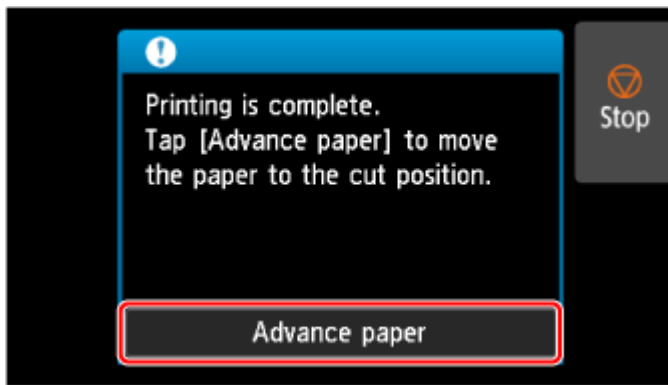 Printing is complete.
Tap [Advance paper] to move
the paper to the cut position.
Stop
Advance paper